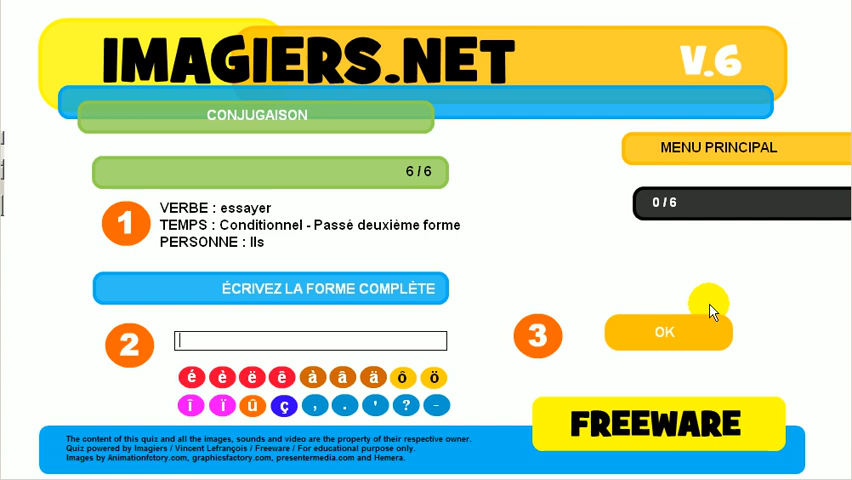 IMAGIERS.NET
V.6
CONJUGAISON
MENU PRINCIPAL
6 / 6
0 / 6
1
VERBE : essayer
TEMPS : Conditionnel - Passé deuxième forme
PERSONNE : Ils
ÉCRIVEZ LA FORME COMPLÈTE
2
3
OK
é è ë ê à â ä ô ö
î ï û ç , . ' ? -
FREEWARE
The content of this quiz and all the images, sounds and video are the property of their respective owner.
Quiz powered by Imagiers / Vincent Lefrançois / Freeware / For educational purpose only.
Images by Animationfctory.com, graphicsfactory.com, presentermedia.com and Hemera.